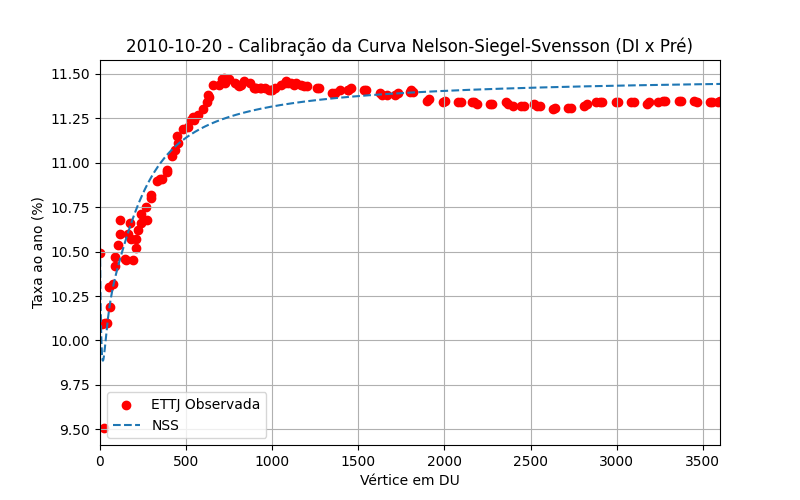 2010-10-20 - Calibração da Curva Nelson-Siegel-Svensson (DI x Pré)
Taxa ao ano (%)
11.50
11.25
11.00
10.75
10.50
10.25
10.00
9.75
9.50
ETTJ Observada
NSS
0 500 1000 1500 2000 2500 3000 3500
Vértice em DU